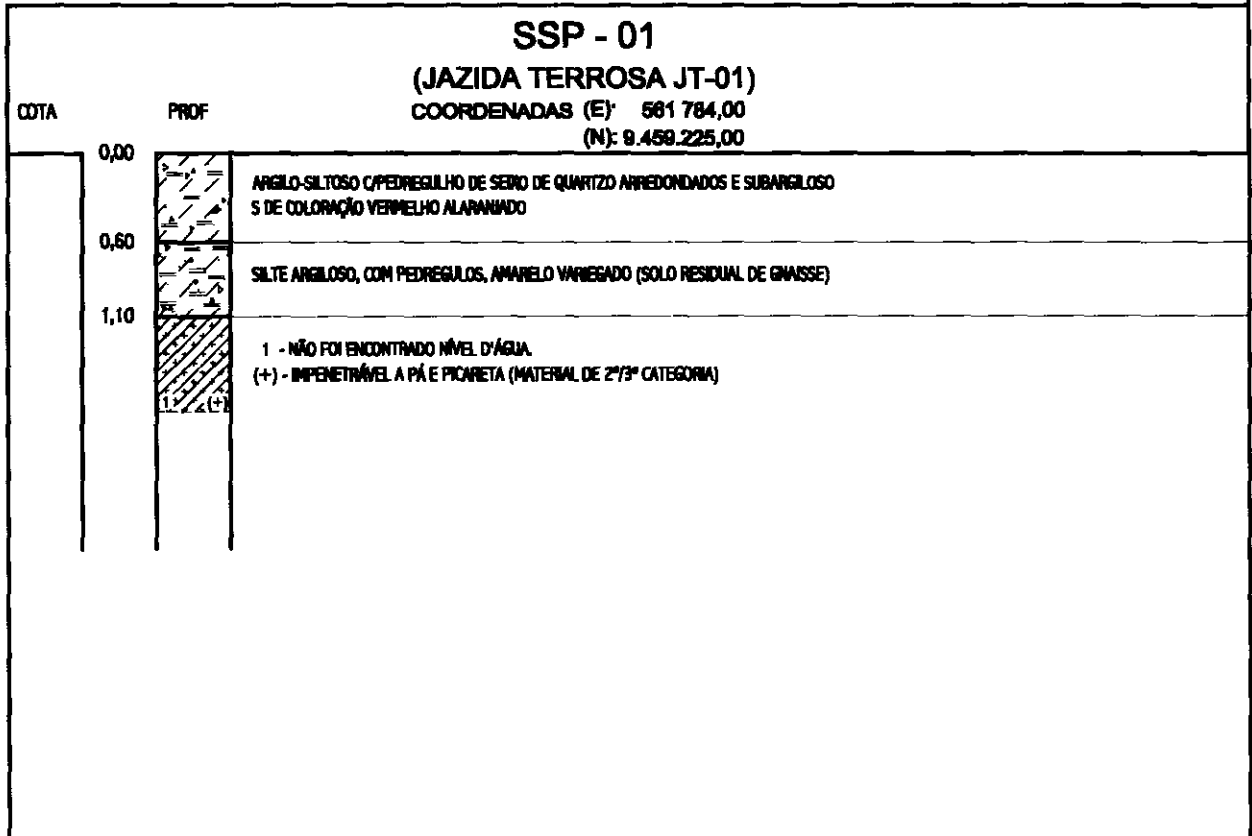 SSP - 01
(JAZIDA TERROSA JT-01)
COTA PROF COORDENADAS (E): 561 784,00
(N): 9.459.225,00
0,00
ARGILO-SILTOSO C/PEDREGULHO DE SEIXO DE QUARTZO ARREDONDADOS E SUBARGILOSO
S DE COLORAÇÃO VERMELHO ALARANJADO
0,60
SILTE ARGILOSO, COM PEDREGULOS, AMARELO VARIEGADO (SOLO RESIDUAL DE GNAISSE)
1,10
1 - NÃO FOI ENCONTRADO NÍVEL D'ÁGUA.
(+) - IMPENETRÁVEL A PÁ E PICARETA (MATERIAL DE 2ª/3ª CATEGORIA)
1 (+)